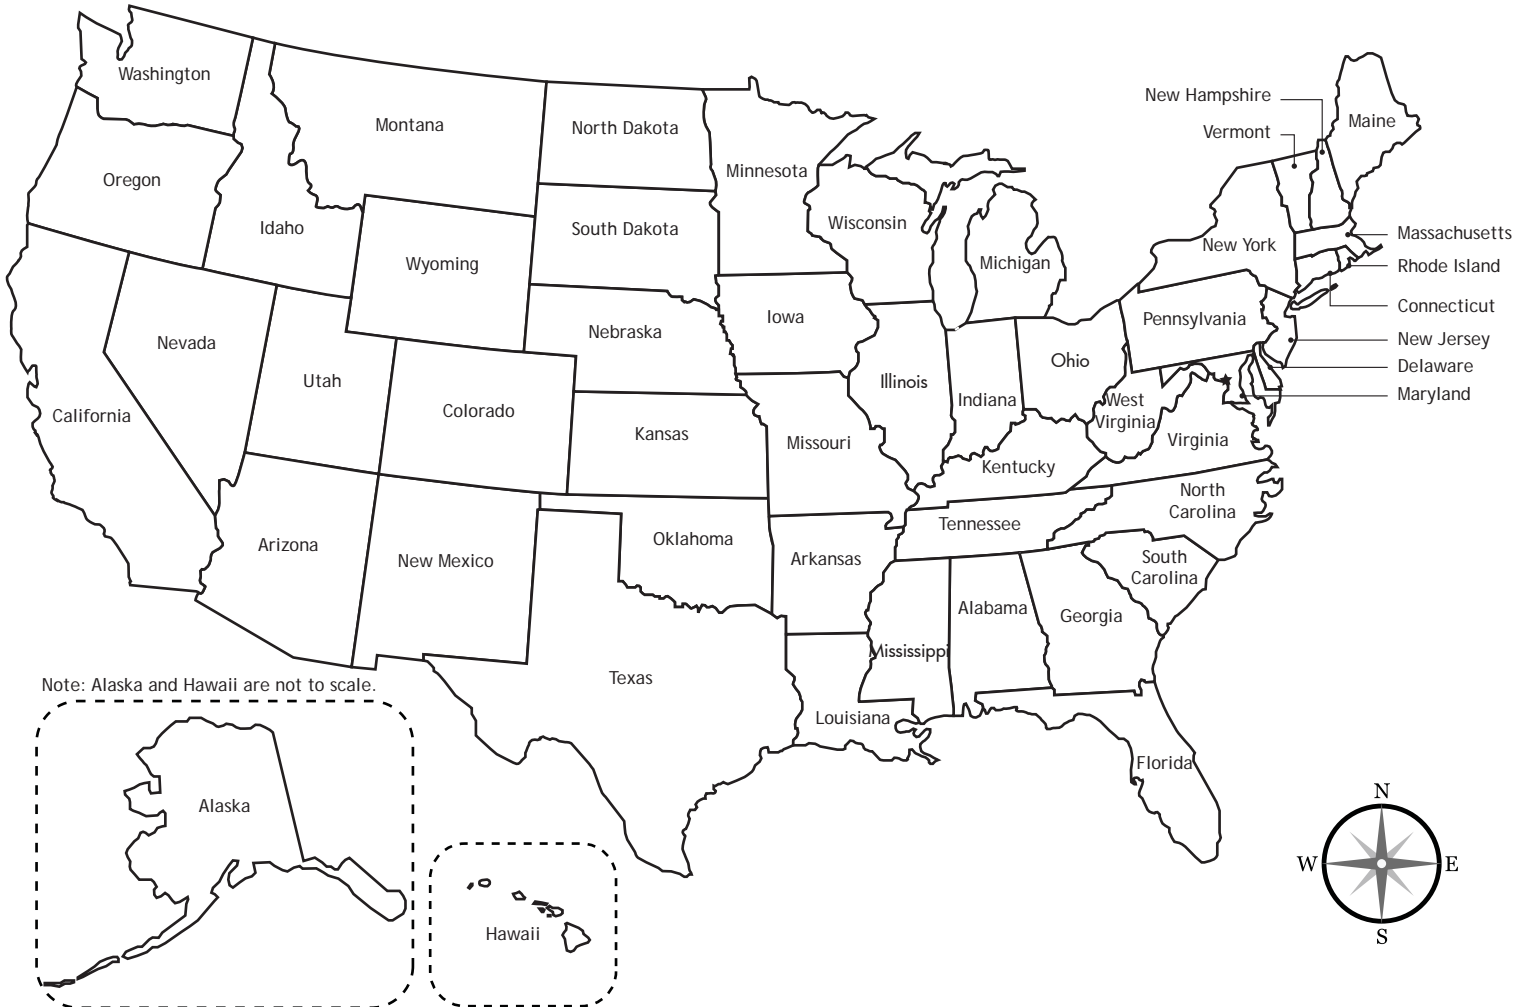 Washington
Montana
North Dakota
Minnesota
New Hampshire
Vermont
Maine
Oregon
Idaho
Wyoming
South Dakota
Wisconsin
Michigan
New York
Massachusetts
Rhode Island
Connecticut
Nevada
Utah
Nebraska
Iowa
Pennsylvania
New Jersey
Delaware
Maryland
California
Colorado
Kansas
Missouri
Illinois
Indiana
Ohio
West
Virginia
Virginia
Kentucky
Arizona
New Mexico
Oklahoma
Arkansas
Tennessee
North
Carolina
South
Carolina
Texas
Louisiana
Mississippi
Alabama
Georgia
Florida
Note: Alaska and Hawaii are not to scale.
Alaska
Hawaii
N
W
E
S